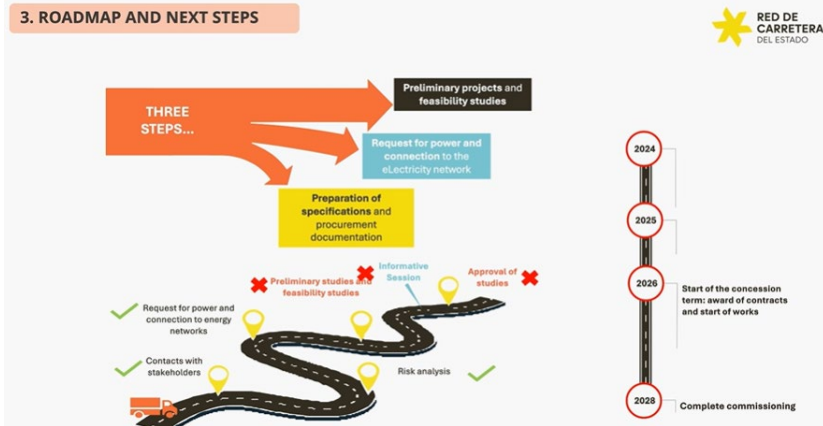 3. ROADMAP AND NEXT STEPS
RED DE
CARRETERA
DEL ESTADO
THREE
STEPS...
Preliminary projects and
feasibility studies
Request for power and
connection to the
eLectricity network
Preparation of
specifications and
procurement
documentation
Preliminary studies and
feasibility studies
Informative
Session
Approval of
studies
Request for power and
connection to energy
networks
Contacts with
stakeholders
Risk analysis
2024
2025
2026
Start of the concession
term: award of contracts
and start of works
2028
Complete commissioning